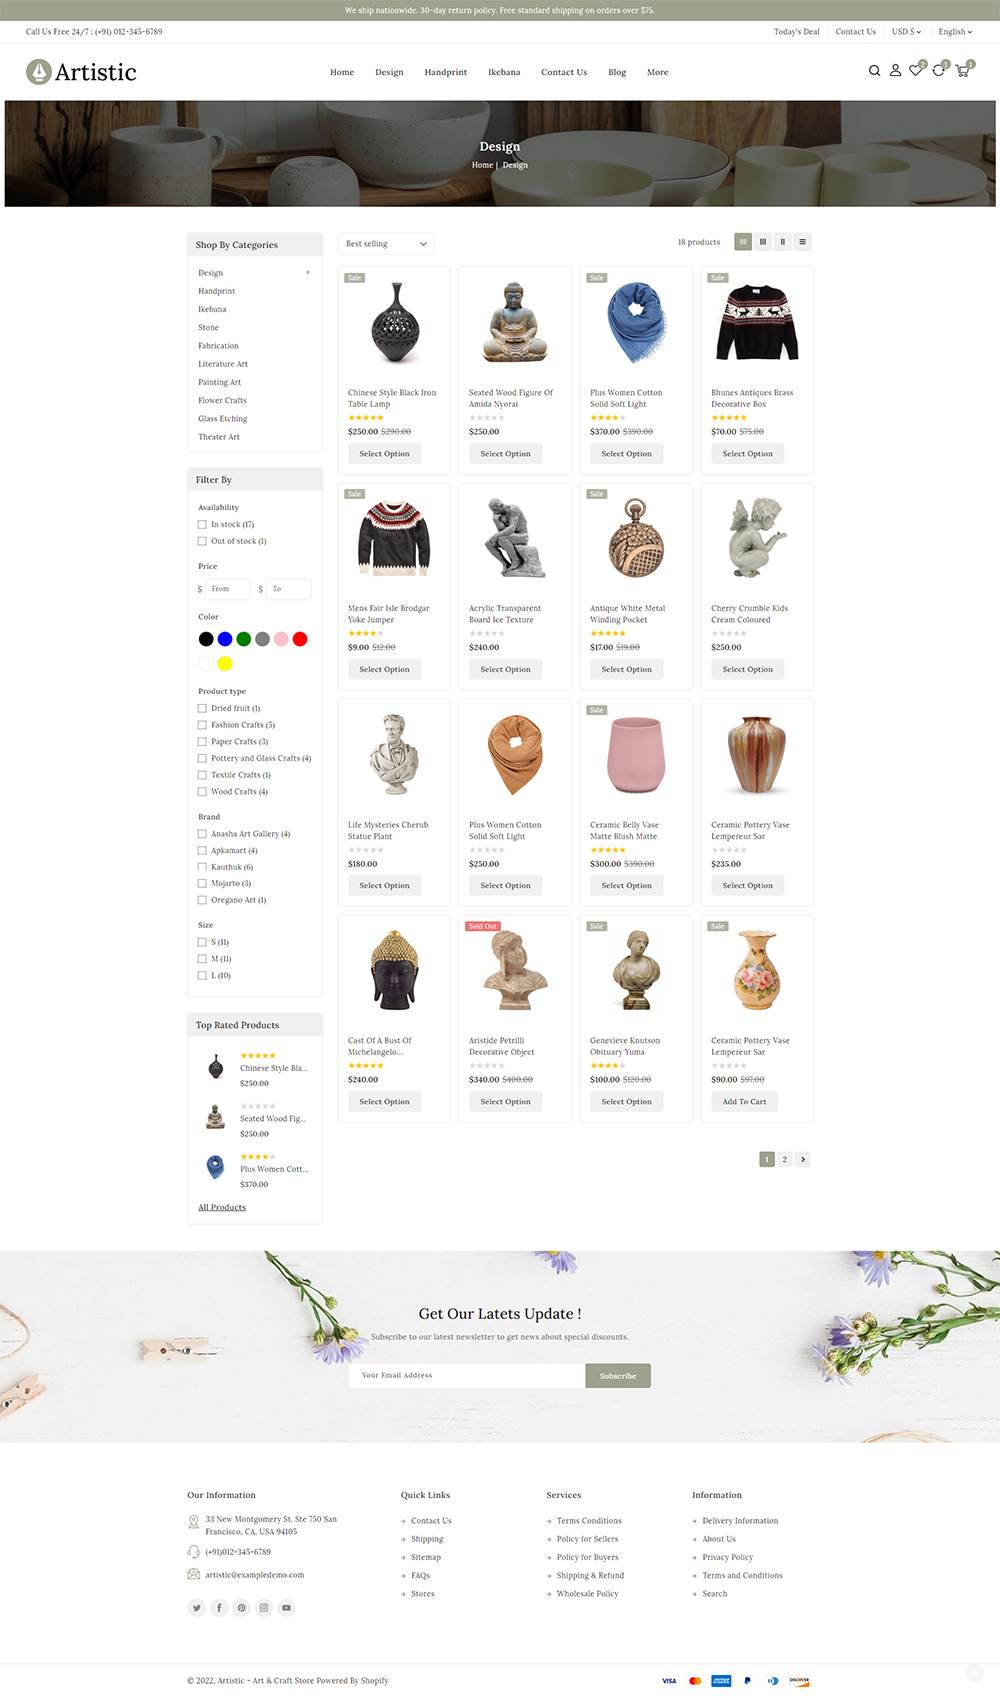 We ship nationwide. 30-day return policy. Free standard shipping on orders over $75.
Call Us Free 24/7 : (+91) 012-345-6789
Today's Deal
Contact Us
USD $
English
Artistic
Home
Design
Handprint
Ikebana
Contact Us
Blog
More
2
1
1
Design
Home | Design
Shop By Categories
Design +
Handprint
Ikebana
Stone
Fabrication
Literature Art
Painting Art
Flower Crafts
Glass Etching
Theater Art
Filter By
Availability
In stock (17)
Out of stock (1)
Price
$ From $ To
Color
Product type
Dried fruit (1)
Fashion Crafts (5)
Paper Crafts (3)
Pottery and Glass Crafts (4)
Textile Crafts (1)
Wood Crafts (4)
Brand
Anasha Art Gallery (4)
Apkamart (4)
Kauthuk (6)
Mojarto (3)
Oregano Art (1)
Size
S (11)
M (11)
L (10)
Top Rated Products
Chinese Style Bla...
$250.00
Seated Wood Fig...
$250.00
Plus Women Cott...
$370.00
All Products
Best selling
18 products
Sale
Chinese Style Black Iron
Table Lamp
$250.00 $290.00
Select Option
Seated Wood Figure Of
Amida Nyorai
$250.00
Select Option
Sale
Plus Women Cotton
Solid Soft Light
$370.00 $390.00
Select Option
Sale
Bhunes Antiques Brass
Decorative Box
$70.00 $75.00
Select Option
Sale
Mens Fair Isle Brodgar
Yoke Jumper
$9.00 $12.00
Select Option
Acrylic Transparent
Board Ice Texture
$240.00
Select Option
Sale
Antique White Metal
Winding Pocket
$17.00 $19.00
Select Option
Cherry Crumble Kids
Cream Coloured
$250.00
Select Option
Life Mysteries Cherub
Statue Plant
$180.00
Select Option
Plus Women Cotton
Solid Soft Light
$250.00
Select Option
Sale
Ceramic Belly Vase
Matte Blush Matte
$300.00 $390.00
Select Option
Ceramic Pottery Vase
Lempereur Sar
$235.00
Select Option
Cast Of A Bust Of
Michelangelo...
$240.00
Select Option
Sold Out
Aristide Petrilli
Decorative Object
$340.00 $400.00
Select Option
Sale
Genevieve Knutson
Obituary Yuma
$100.00 $120.00
Select Option
Sale
Ceramic Pottery Vase
Lempereur Sar
$90.00 $97.00
Add To Cart
1 2
Get Our Latets Update !
Subscribe to our latest newsletter to get news about special discounts.
Your Email Address
Subscribe
Our Information
33 New Montgomery St. Ste 750 San
Francisco, CA, USA 94105
(+91)012-345-6789
artistic@exampledemo.com
Quick Links
Contact Us
Shipping
Sitemap
FAQs
Stores
Services
Terms Conditions
Policy for Sellers
Policy for Buyers
Shipping & Refund
Wholesale Policy
Information
Delivery Information
About Us
Privacy Policy
Terms and Conditions
Search
© 2022, Artistic - Art & Craft Store Powered By Shopify
VISA
DISCOVER